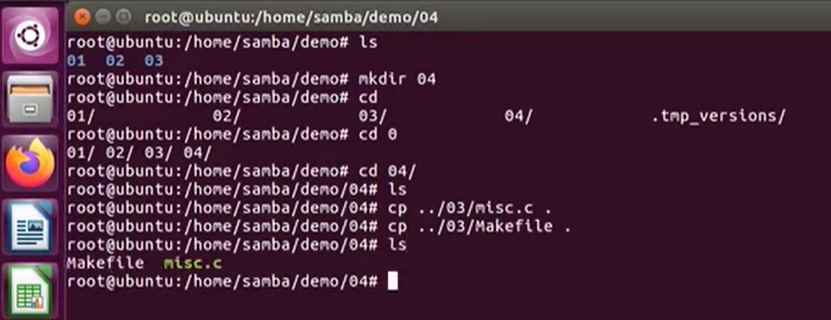 root@ubuntu:/home/samba/demo/04
root@ubuntu:/home/samba/demo# ls
01  02  03
root@ubuntu:/home/samba/demo# mkdir 04
root@ubuntu:/home/samba/demo# cd
01/            02/            03/            04/            .tmp_versions/
root@ubuntu:/home/samba/demo# cd 0
01/ 02/ 03/ 04/
root@ubuntu:/home/samba/demo# cd 04/
root@ubuntu:/home/samba/demo/04# ls
root@ubuntu:/home/samba/demo/04# cp ../03/misc.c .
root@ubuntu:/home/samba/demo/04# cp ../03/Makefile .
root@ubuntu:/home/samba/demo/04# ls
Makefile  misc.c
root@ubuntu:/home/samba/demo/04#